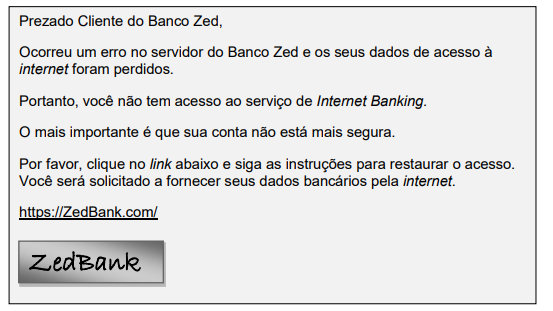 Prezado Cliente do Banco Zed,
Ocorreu um erro no servidor do Banco Zed e os seus dados de acesso à
internet foram perdidos.
Portanto, você não tem acesso ao serviço de Internet Banking.
O mais importante é que sua conta não está mais segura.
Por favor, clique no link abaixo e siga as instruções para restaurar o acesso.
Você será solicitado a fornecer seus dados bancários pela internet.
https://ZedBank.com/
ZedBank